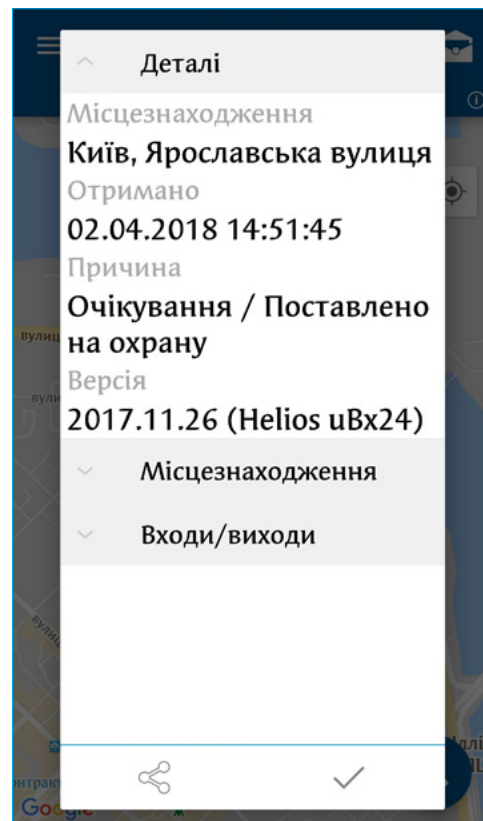 Деталі
Місцезнаходження
Київ, Ярославська вулиця
Отримано
02.04.2018 14:51:45
Причина
Очікування / Поставлено
на охрану
Версія
2017.11.26 (Helios uBx24)
Місцезнаходження
Входи/виходи
Google